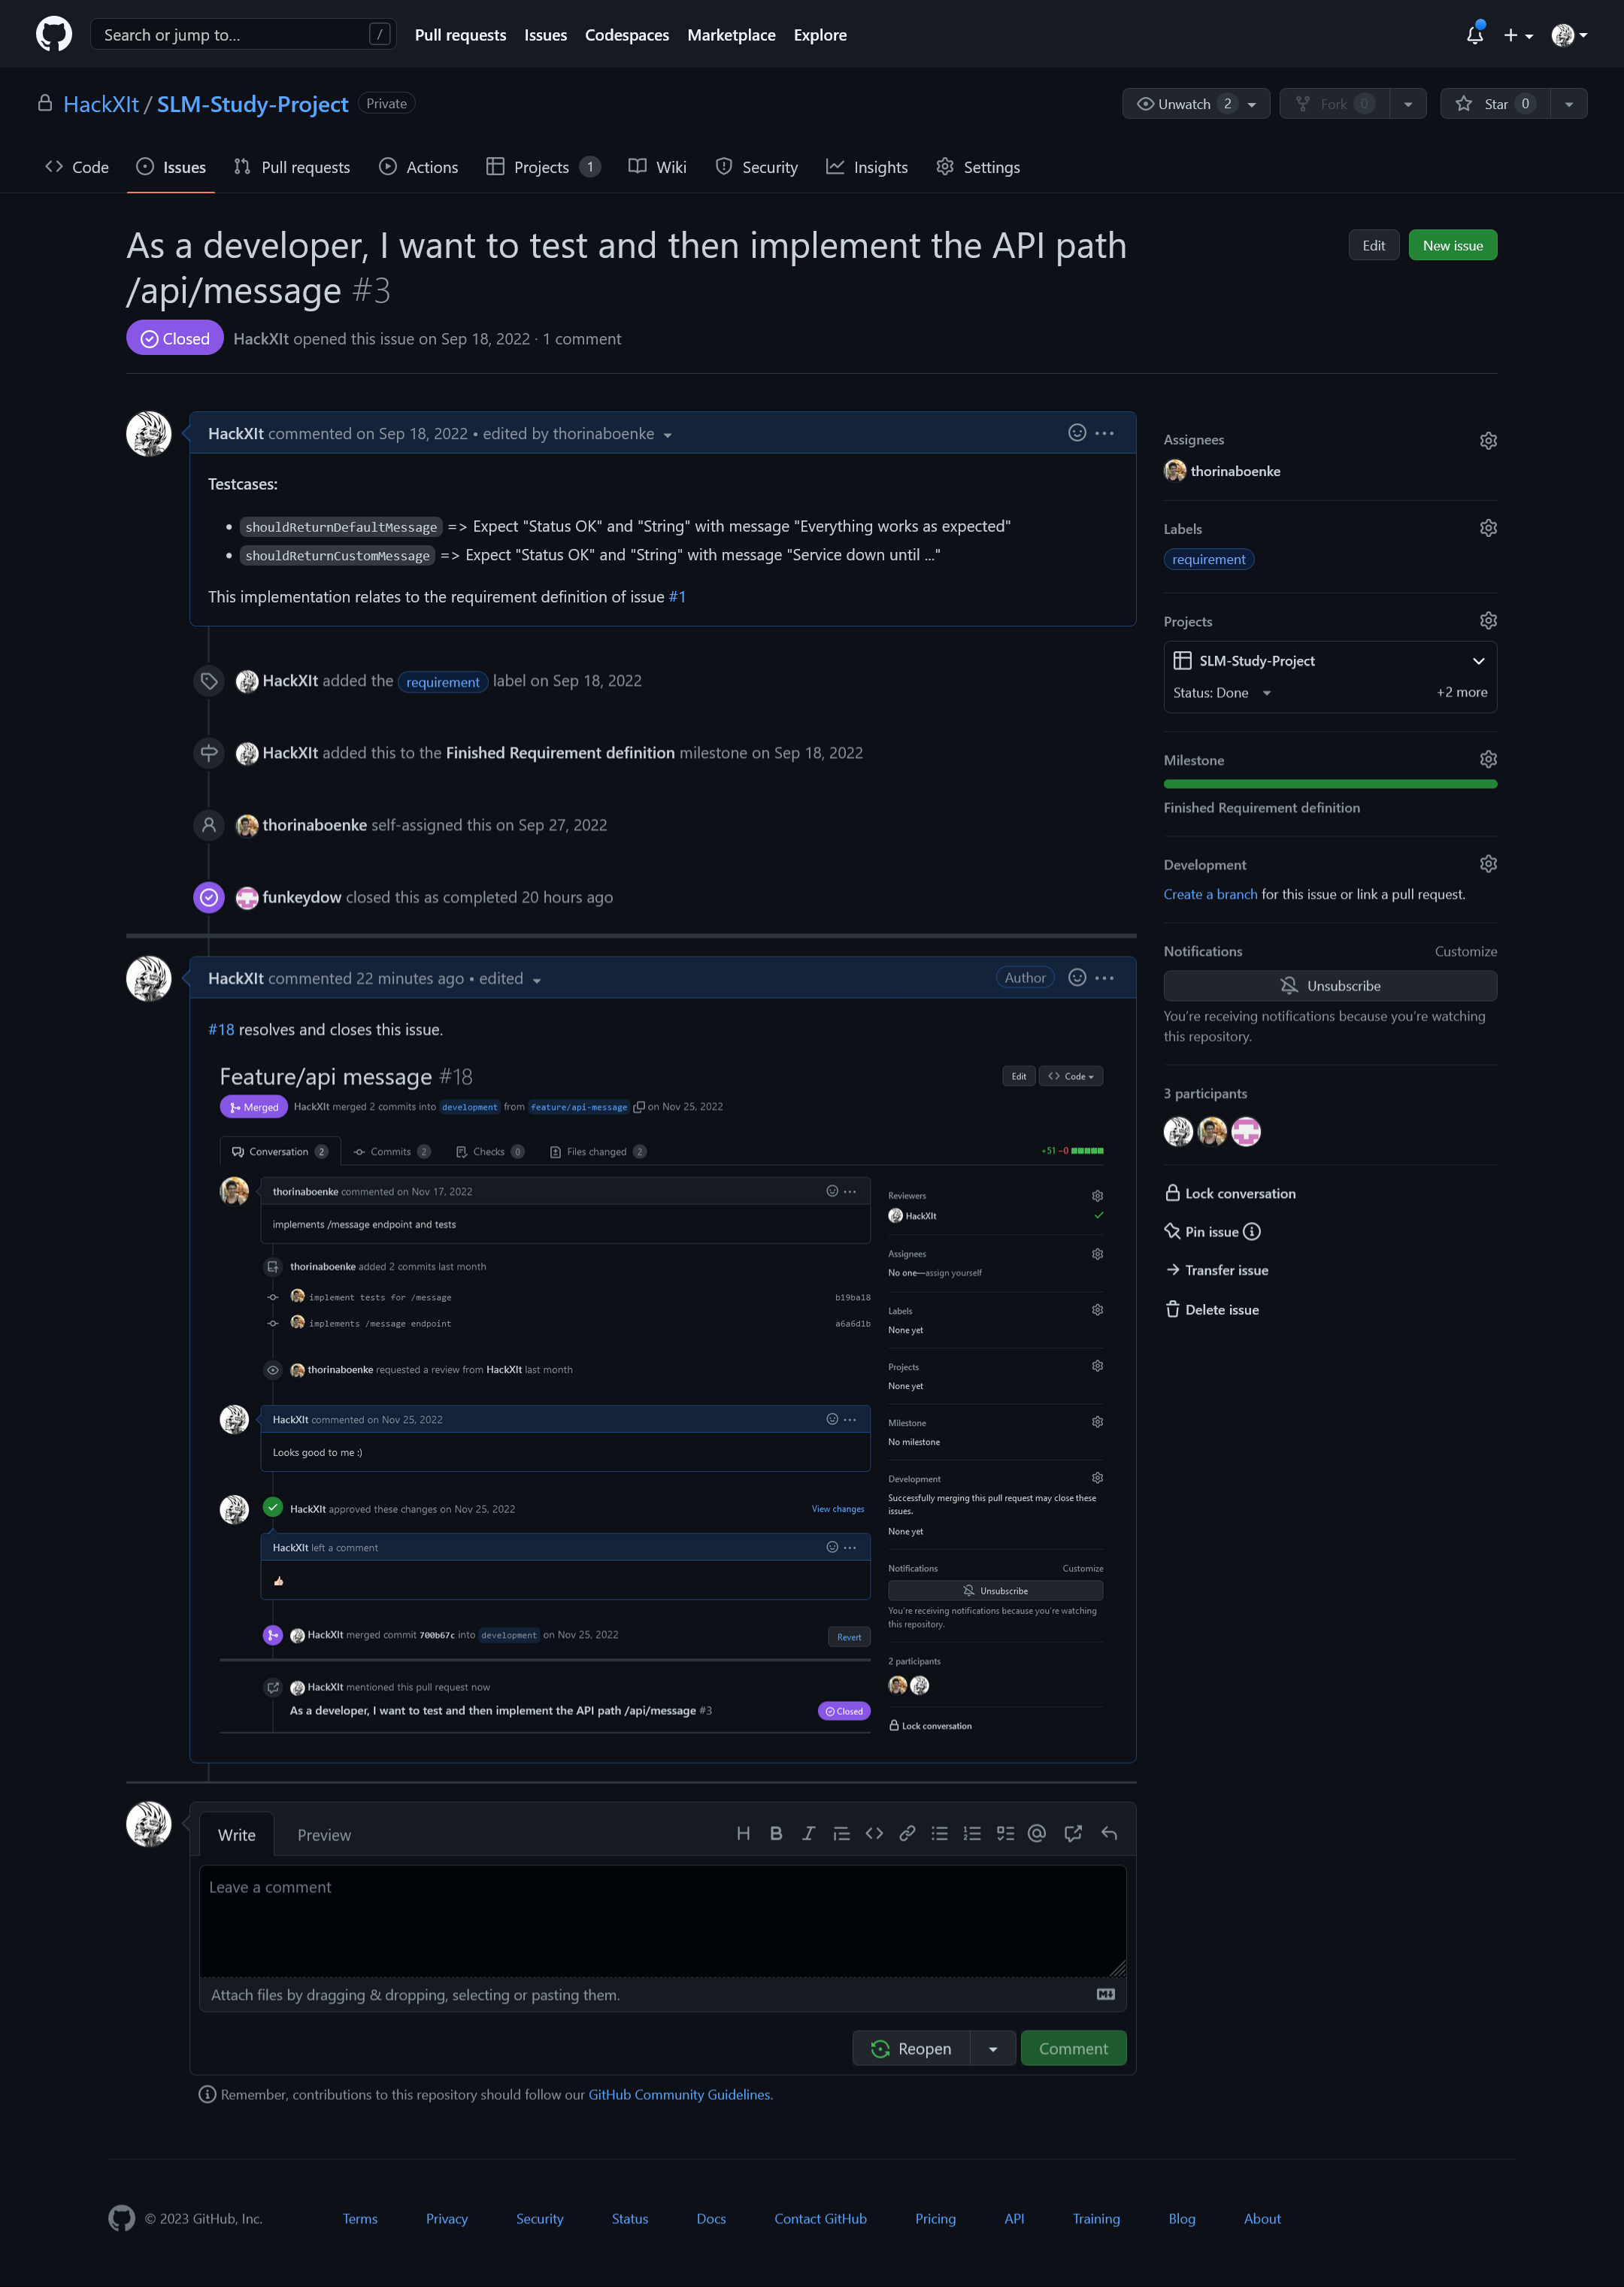 Search or jump to... /
Pull requests Issues Codespaces Marketplace Explore
HackXIt / SLM-Study-Project Private
Unwatch 2 Fork 0 Star 0
Code Issues Pull requests Actions Projects 1 Wiki Security Insights Settings
As a developer, I want to test and then implement the API path
/api/message #3
Edit New issue
Closed HackXIt opened this issue on Sep 18, 2022 · 1 comment
HackXIt commented on Sep 18, 2022 • edited by thorinaboenke
Testcases:
• shouldReturnDefaultMessage => Expect "Status OK" and "String" with message "Everything works as expected"
• shouldReturnCustomMessage => Expect "Status OK" and "String" with message "Service down until ..."
This implementation relates to the requirement definition of issue #1
HackXIt added the requirement label on Sep 18, 2022
HackXIt added this to the Finished Requirement definition milestone on Sep 18, 2022
thorinaboenke self-assigned this on Sep 27, 2022
funkeydow closed this as completed 20 hours ago
HackXIt commented 22 minutes ago • edited Author
#18 resolves and closes this issue.
Feature/api message #18
Edit Code
Merged HackXIt merged 2 commits into development from feature/api-message on Nov 25, 2022
Conversation 2 Commits 2 Checks 0 Files changed 2 +51 −0
thorinaboenke commented on Nov 17, 2022
implements /message endpoint and tests
thorinaboenke added 2 commits last month
implement tests for /message b19ba18
implements /message endpoint a6a6d1b
thorinaboenke requested a review from HackXIt last month
HackXIt commented on Nov 25, 2022
Looks good to me :)
HackXIt approved these changes on Nov 25, 2022 View changes
HackXIt left a comment
👍🏻
HackXIt merged commit 700b67c into development on Nov 25, 2022 Revert
HackXIt mentioned this pull request now
As a developer, I want to test and then implement the API path /api/message #3 Closed
Reviewers
HackXIt
Assignees
No one—assign yourself
Labels
None yet
Projects
None yet
Milestone
No milestone
Development
Successfully merging this pull request may close these
issues.
None yet
Notifications Customize
Unsubscribe
You're receiving notifications because you're watching
this repository.
2 participants
Lock conversation
Write Preview
Leave a comment
Attach files by dragging & dropping, selecting or pasting them.
Reopen Comment
Remember, contributions to this repository should follow our GitHub Community Guidelines.
Assignees
thorinaboenke
Labels
requirement
Projects
SLM-Study-Project
Status: Done +2 more
Milestone
Finished Requirement definition
Development
Create a branch for this issue or link a pull request.
Notifications Customize
Unsubscribe
You're receiving notifications because you're watching
this repository.
3 participants
Lock conversation
Pin issue
Transfer issue
Delete issue
© 2023 GitHub, Inc. Terms Privacy Security Status Docs Contact GitHub Pricing API Training Blog About